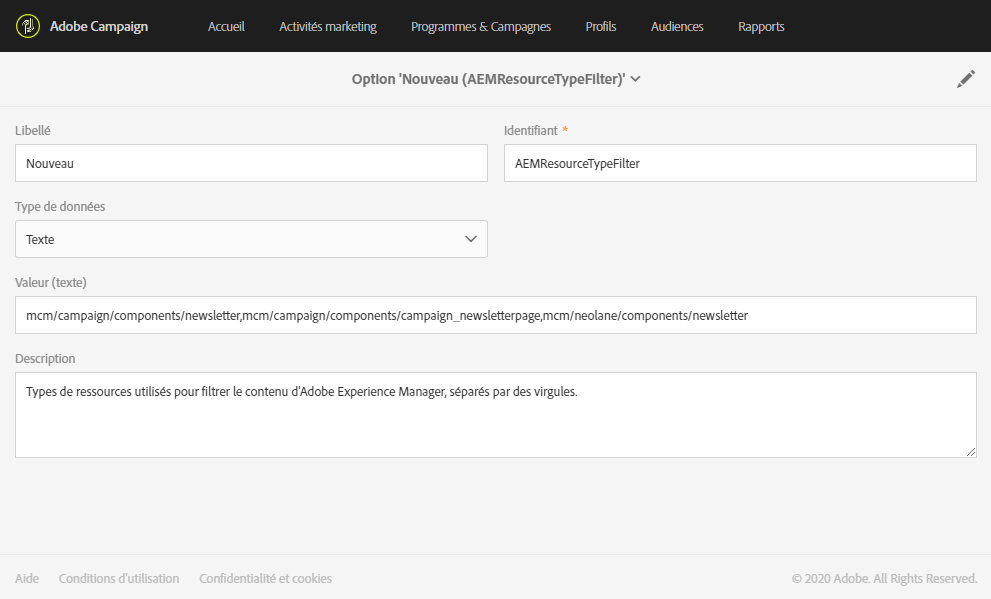 Adobe Campaign Accueil Activités marketing Programmes & Campagnes Profils Audiences Rapports
Option 'Nouveau (AEMResourceTypeFilter)'
Libellé Identifiant *
Nouveau AEMResourceTypeFilter
Type de données
Texte
Valeur (texte)
mcm/campaign/components/newsletter,mcm/campaign/components/campaign_newsletterpage,mcm/neolane/components/newsletter
Description
Types de ressources utilisés pour filtrer le contenu d'Adobe Experience Manager, séparés par des virgules.
Aide Conditions d'utilisation Confidentialité et cookies © 2020 Adobe. All Rights Reserved.